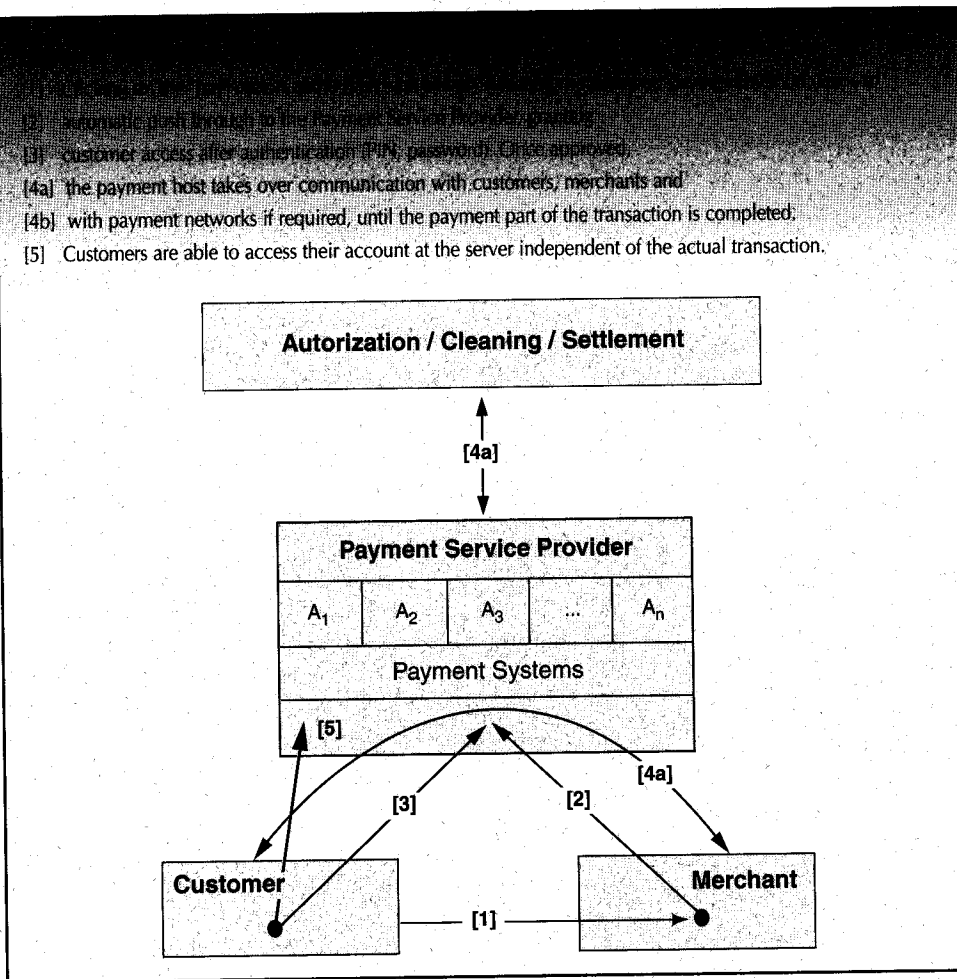 [2] automatic push through to the Payment Service Provider, granting
[3] customer access after authentication (PIN, password). Once approved,
[4a] the payment host takes over communication with customers, merchants and
[4b] with payment networks if required, until the payment part of the transaction is completed.
[5] Customers are able to access their account at the server independent of the actual transaction.
Autorization / Cleaning / Settlement
[4a]
Payment Service Provider
A1 A2 A3 ... An
Payment Systems
[5]
[4a]
[3] [2]
Customer Merchant
[1]